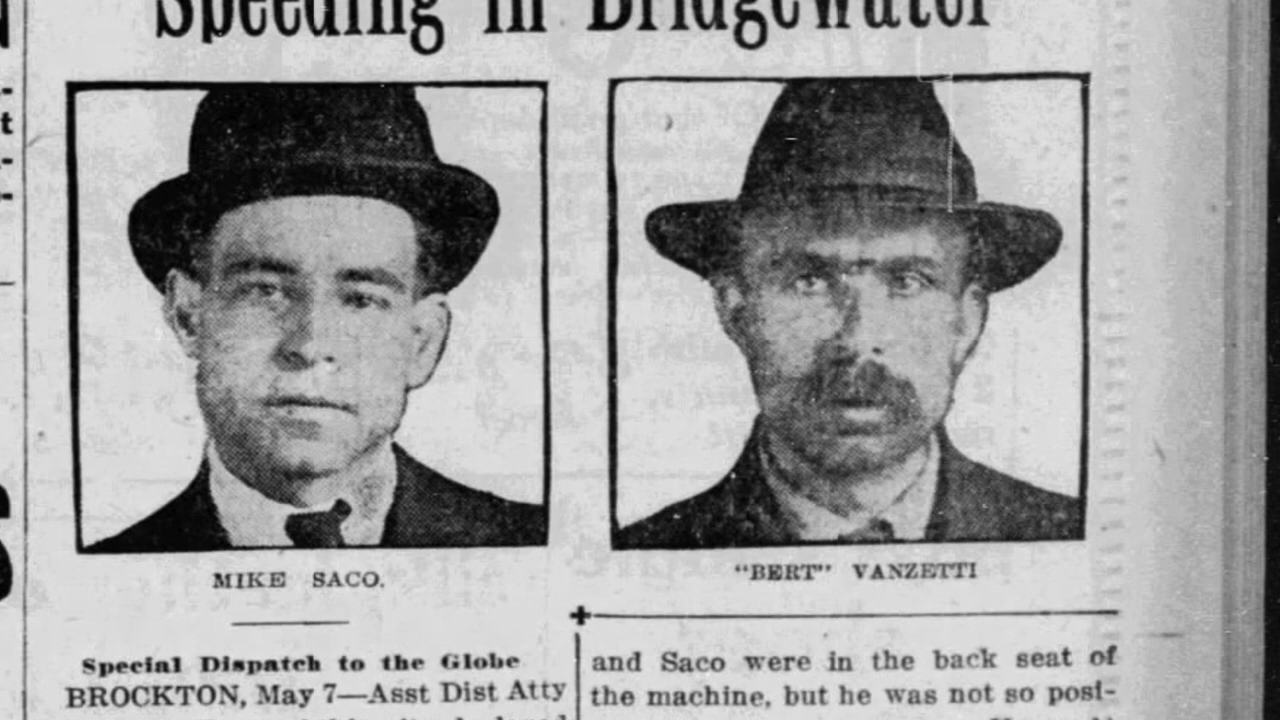 Speeding in Bridgewater
MIKE SACO.
"BERT" VANZETTI
Special Dispatch to the Globe
BROCKTON, May 7—Asst Dist Atty
and Saco were in the back seat of
the machine, but he was not so posi-